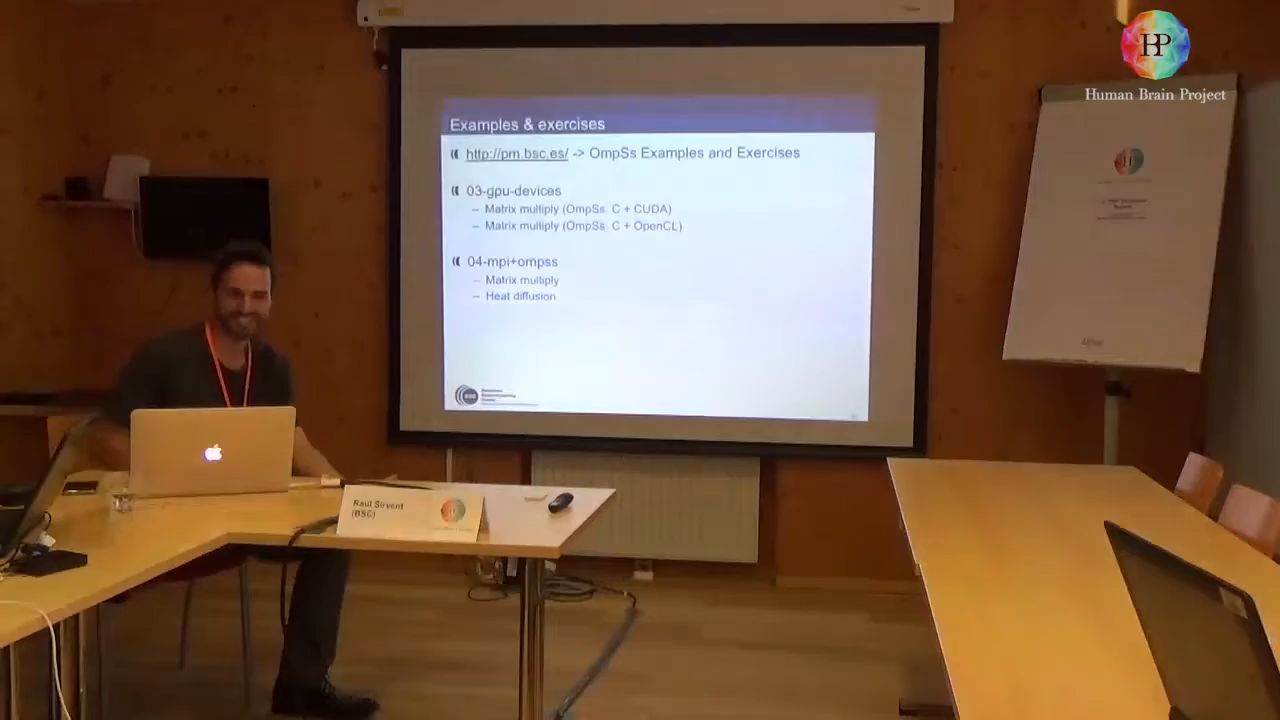 HP
Human Brain Project
Examples & exercises
http://pm.bsc.es/ -> OmpSs Examples and Exercises
03-gpu-devices
– Matrix multiply (OmpSs: C + CUDA)
– Matrix multiply (OmpSs: C + OpenCL)
04-mpi+ompss
– Matrix multiply
– Heat diffusion
Raul Sirvent
(BSC)